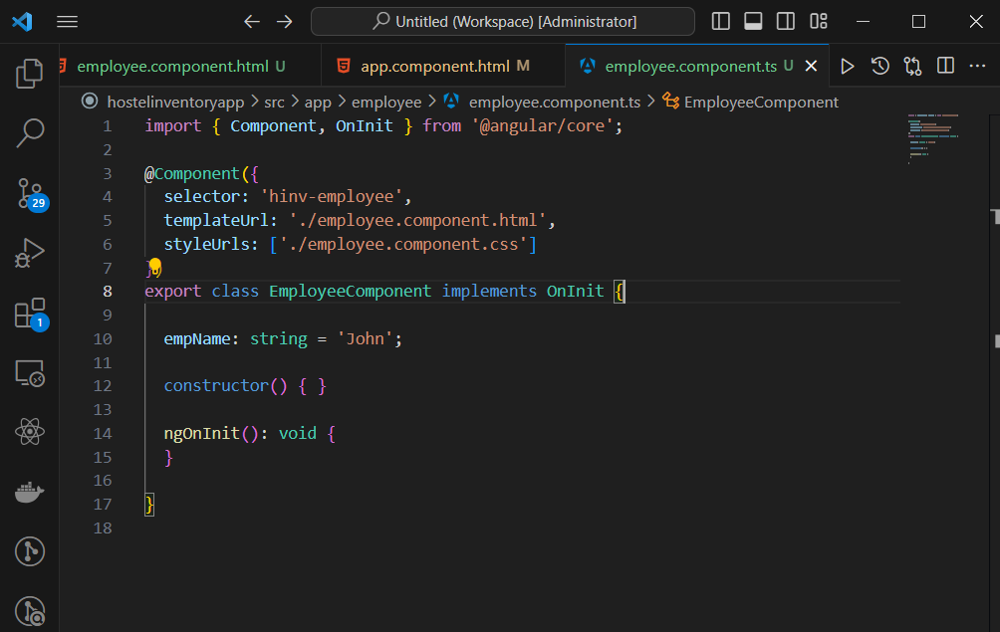 Untitled (Workspace) [Administrator]
employee.component.html U
app.component.html M
employee.component.ts U
hostelinventoryapp > src > app > employee > employee.component.ts > EmployeeComponent
1 import { Component, OnInit } from '@angular/core';
2
3 @Component({
4 selector: 'hinv-employee',
5 templateUrl: './employee.component.html',
6 styleUrls: ['./employee.component.css']
7 }
8 export class EmployeeComponent implements OnInit {
9
10 empName: string = 'John';
11
12 constructor() { }
13
14 ngOnInit(): void {
15 }
16
17 }
18
29
1